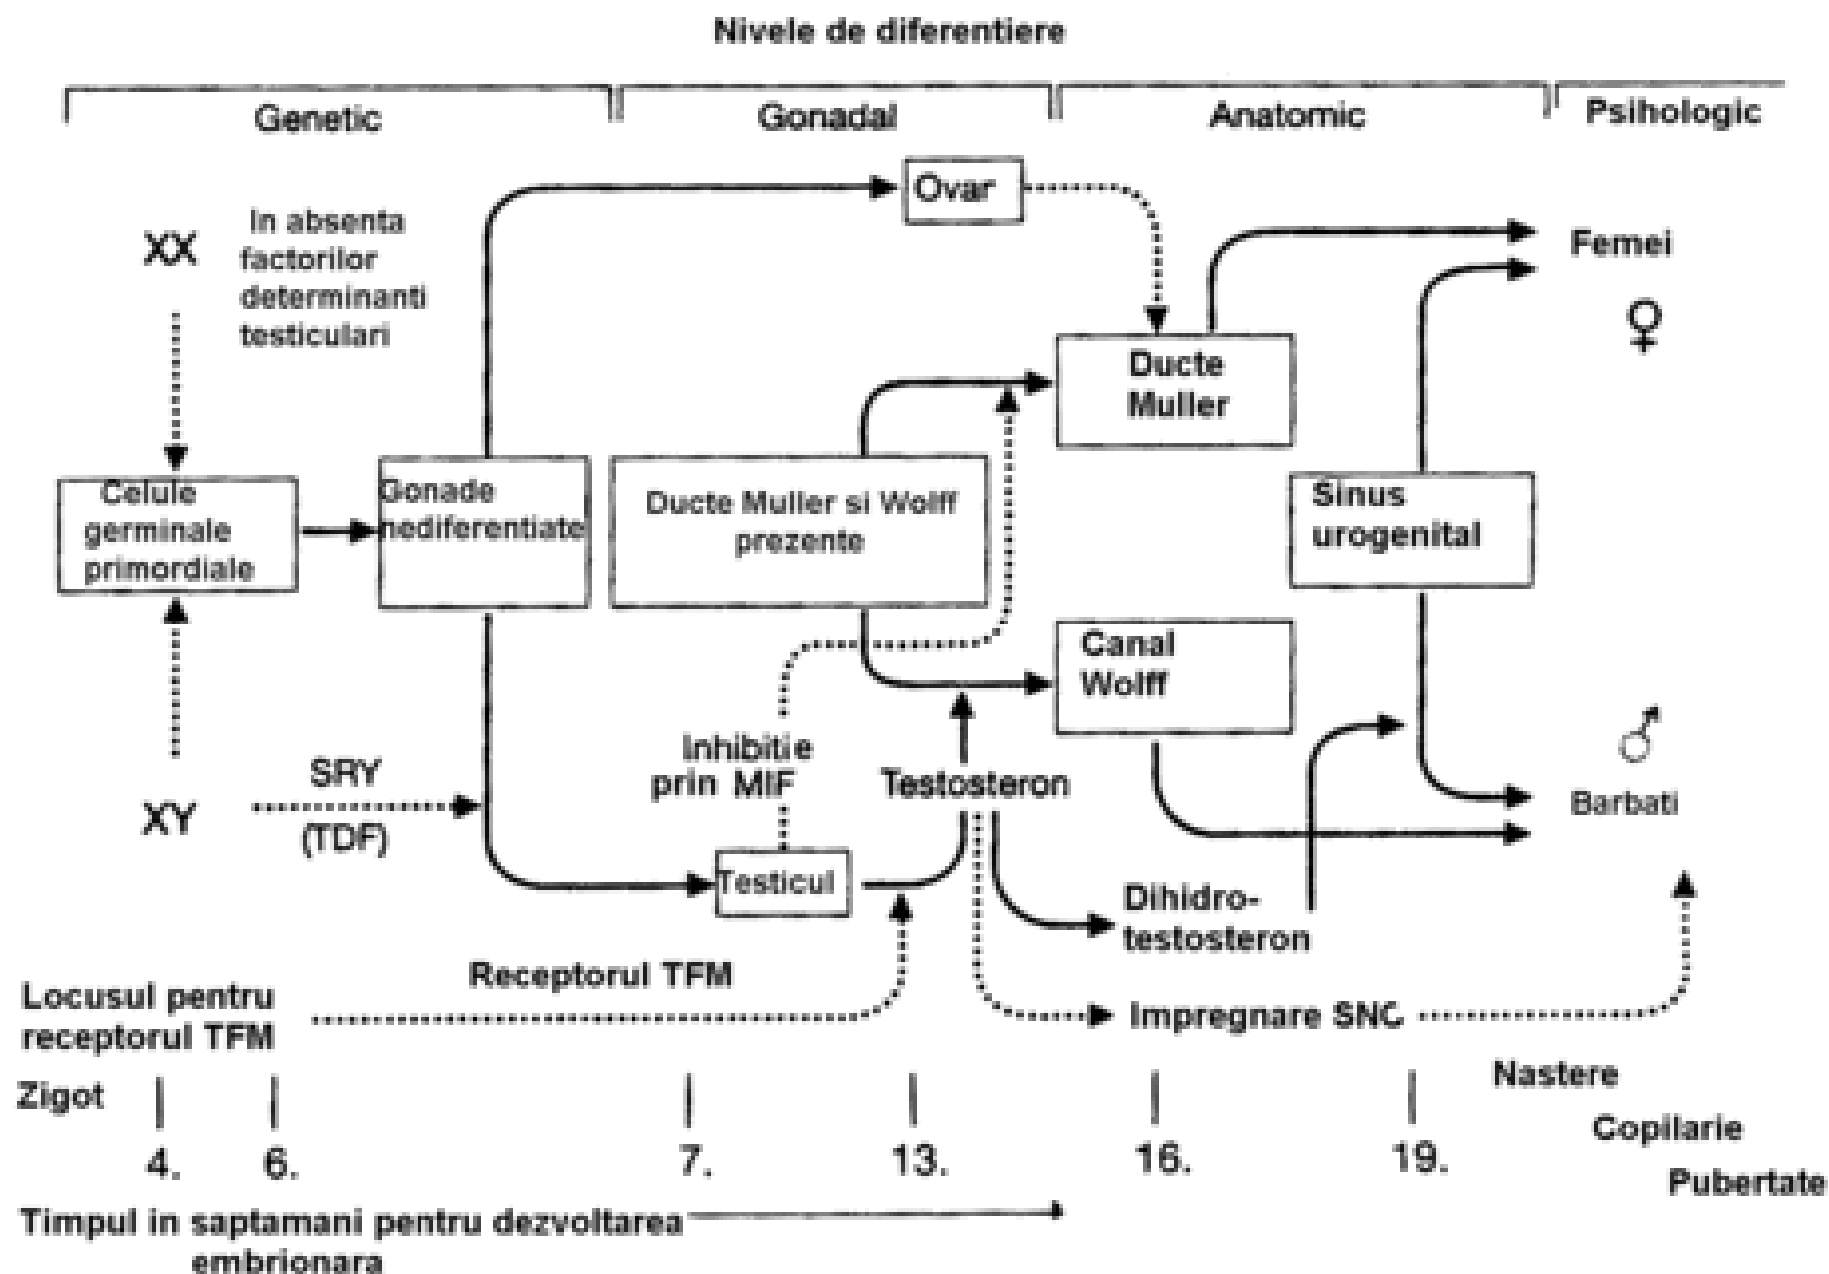 Nivele de diferentiere
Genetic
Gonadal
Anatomic
Psihologic
Ovar
XX
In absenta
factorilor
determinanti
testiculari
Femei
♀
Ducte
Muller
Celule
germinale
primordiale
Gonade
nediferentiate
Ducte Muller si Wolff
prezente
Sinus
urogenital
Canal
Wolff
♂
Inhibitie
prin MIF
Testosteron
SRY
(TDF)
XY
Barbati
Testicul
Dihidro-
testosteron
Receptorul TFM
Locusul pentru
receptorul TFM
Impregnare SNC
Zigot
Nastere
Copilarie
Pubertate
4.
6.
7.
13.
16.
19.
Timpul in saptamani pentru dezvoltarea
embrionara